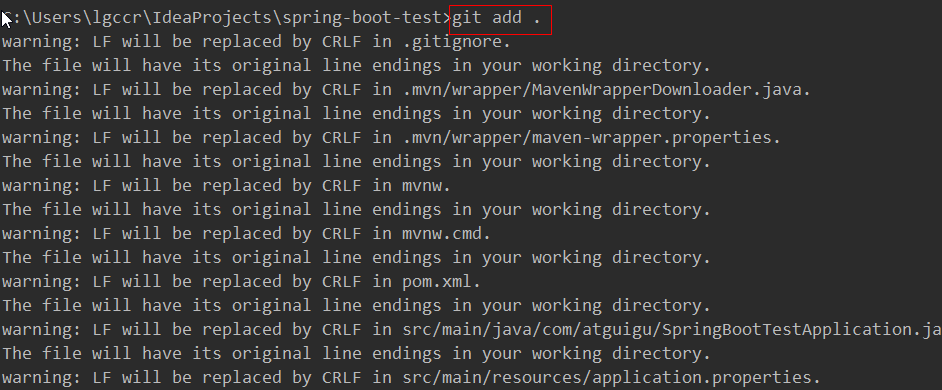 :\Users\lgccr\IdeaProjects\spring-boot-test>git add .
warning: LF will be replaced by CRLF in .gitignore.
The file will have its original line endings in your working directory.
warning: LF will be replaced by CRLF in .mvn/wrapper/MavenWrapperDownloader.java.
The file will have its original line endings in your working directory.
warning: LF will be replaced by CRLF in .mvn/wrapper/maven-wrapper.properties.
The file will have its original line endings in your working directory.
warning: LF will be replaced by CRLF in mvnw.
The file will have its original line endings in your working directory.
warning: LF will be replaced by CRLF in mvnw.cmd.
The file will have its original line endings in your working directory.
warning: LF will be replaced by CRLF in pom.xml.
The file will have its original line endings in your working directory.
warning: LF will be replaced by CRLF in src/main/java/com/atguigu/SpringBootTestApplication.ja
The file will have its original line endings in your working directory.
warning: LF will be replaced by CRLF in src/main/resources/application.properties.